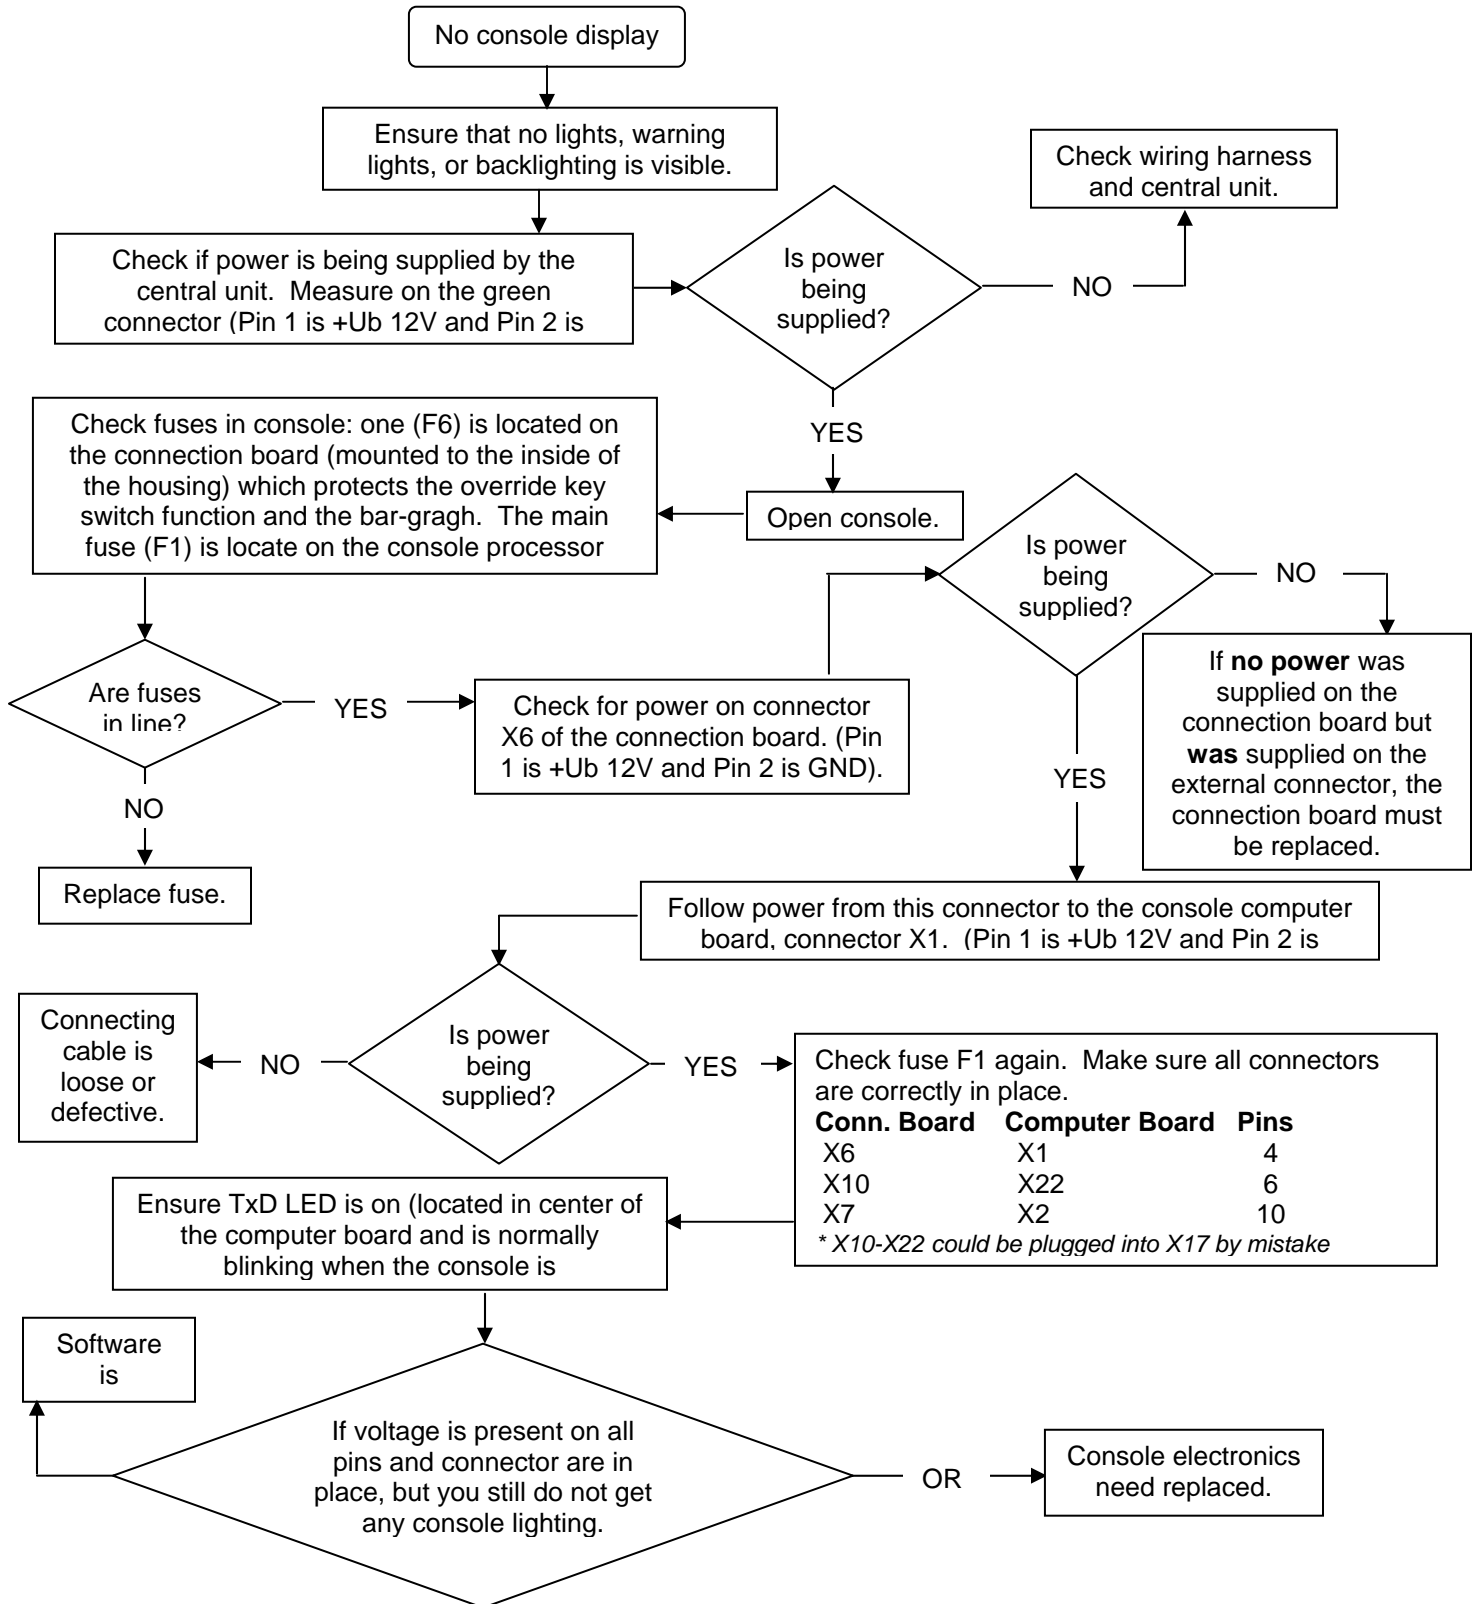 No console display
Ensure that no lights, warning
lights, or backlighting is visible.
Check wiring harness
and central unit.
Check if power is being supplied by the
central unit.  Measure on the green
connector (Pin 1 is +Ub 12V and Pin 2 is
Is power
being
supplied?
NO
YES
Check fuses in console: one (F6) is located on
the connection board (mounted to the inside of
the housing) which protects the override key
switch function and the bar-gragh.  The main
fuse (F1) is locate on the console processor
Open console.
Is power
being
supplied?
NO
If no power was
supplied on the
connection board but
was supplied on the
external connector, the
connection board must
be replaced.
Are fuses
in line?
YES
Check for power on connector
X6 of the connection board. (Pin
1 is +Ub 12V and Pin 2 is GND).
YES
NO
Replace fuse.
Follow power from this connector to the console computer
board, connector X1.  (Pin 1 is +Ub 12V and Pin 2 is
Connecting
cable is
loose or
defective.
NO
Is power
being
supplied?
YES
Check fuse F1 again.  Make sure all connectors
are correctly in place.
Conn. Board Computer Board Pins
X6 X1 4
X10 X22 6
X7 X2 10
* X10-X22 could be plugged into X17 by mistake
Ensure TxD LED is on (located in center of
the computer board and is normally
blinking when the console is
Software
is
If voltage is present on all
pins and connector are in
place, but you still do not get
any console lighting.
OR
Console electronics
need replaced.